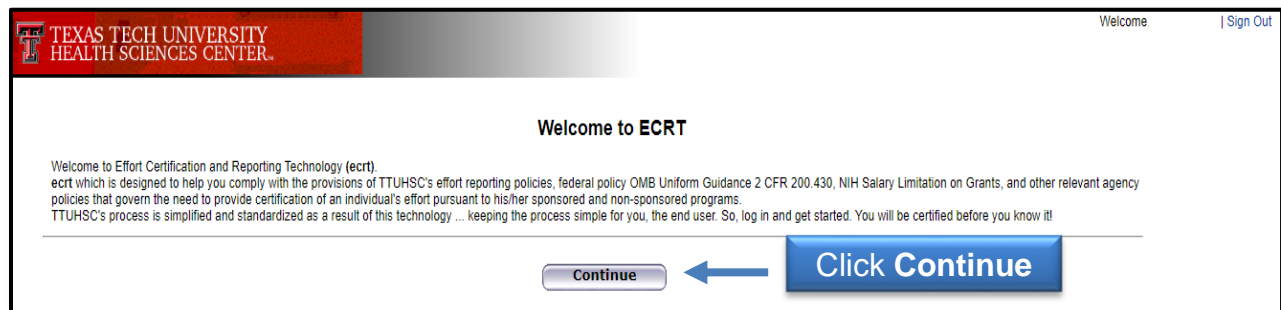 Welcome | Sign Out
TEXAS TECH UNIVERSITY
HEALTH SCIENCES CENTER℠
Welcome to ECRT
Welcome to Effort Certification and Reporting Technology (ecrt).
ecrt which is designed to help you comply with the provisions of TTUHSC's effort reporting policies, federal policy OMB Uniform Guidance 2 CFR 200.430, NIH Salary Limitation on Grants, and other relevant agency
policies that govern the need to provide certification of an individual's effort pursuant to his/her sponsored and non-sponsored programs.
TTUHSC's process is simplified and standardized as a result of this technology ... keeping the process simple for you, the end user. So, log in and get started. You will be certified before you know it!
Continue
Click Continue